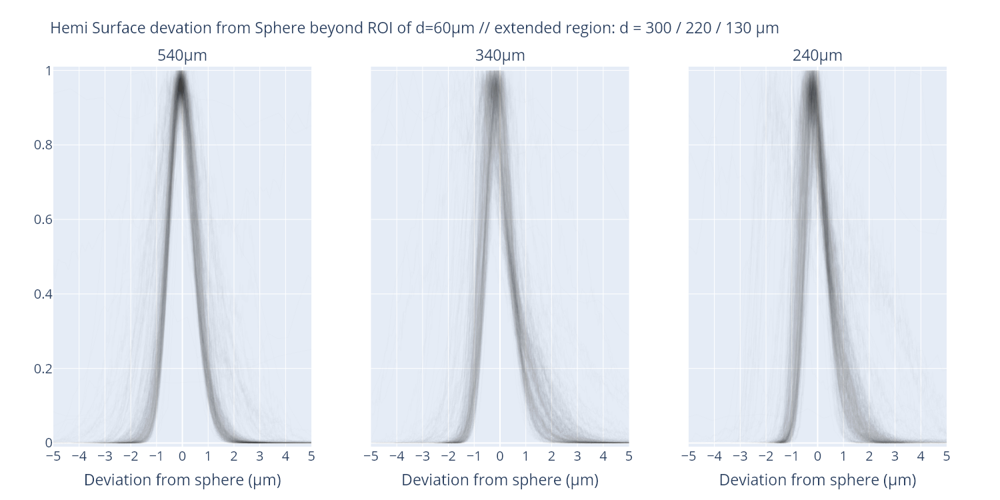 Hemi Surface devation from Sphere beyond ROI of d=60µm // extended region: d = 300 / 220 / 130 µm
540µm 340µm 240µm
1
0.8
0.6
0.4
0.2
0
−5 −4 −3 −2 −1 0 1 2 3 4 5 −5 −4 −3 −2 −1 0 1 2 3 4 5 −5 −4 −3 −2 −1 0 1 2 3 4 5
Deviation from sphere (µm) Deviation from sphere (µm) Deviation from sphere (µm)